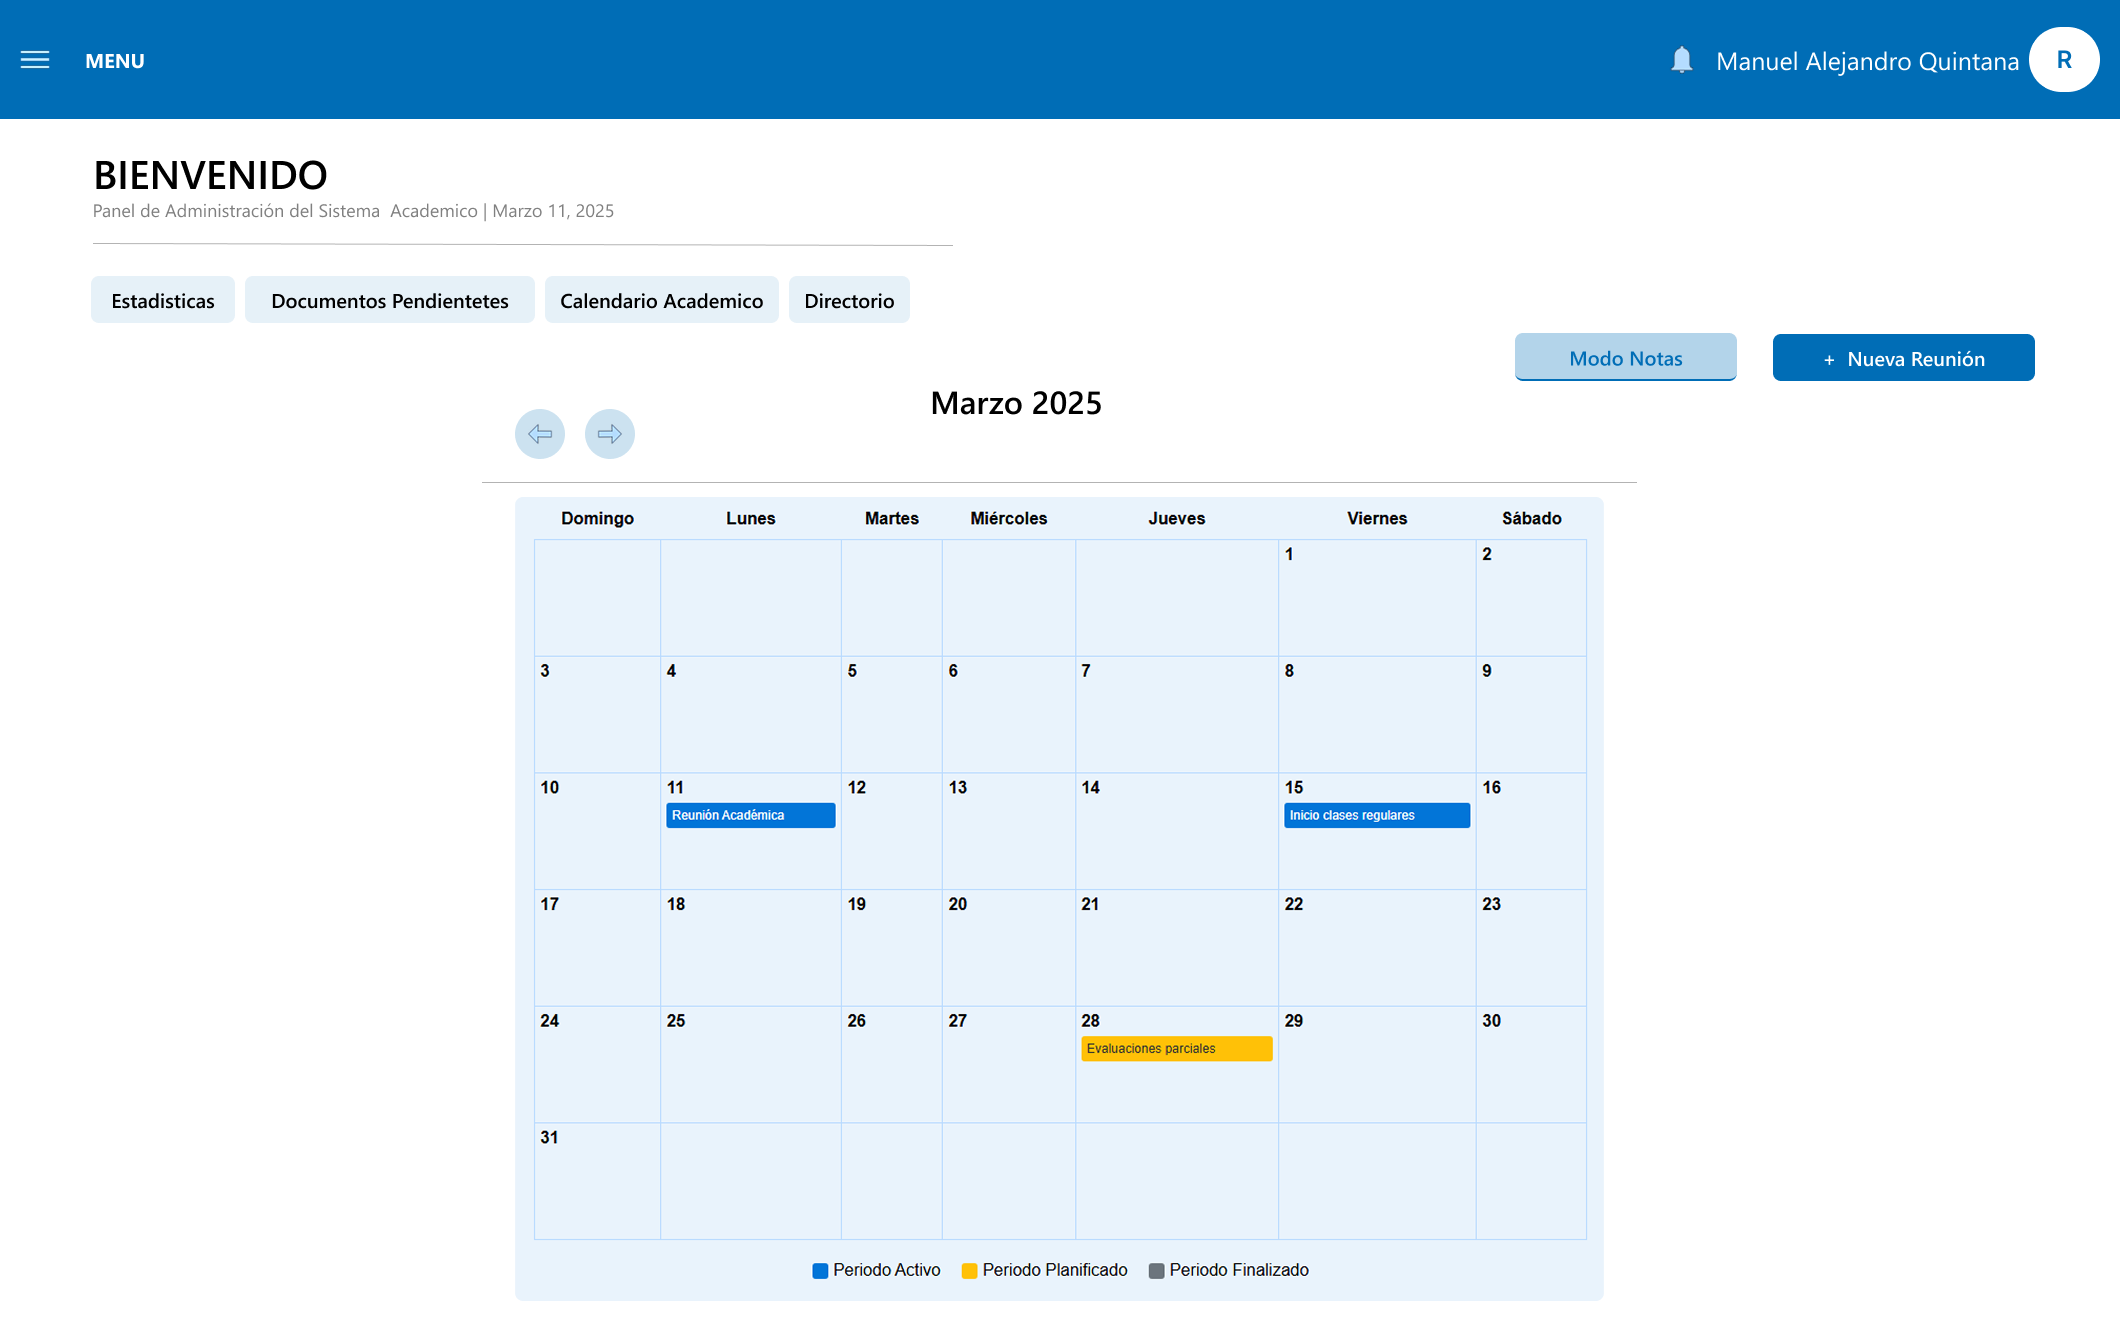 MENU
Manuel Alejandro Quintana
R
BIENVENIDO
Panel de Administración del Sistema  Academico | Marzo 11, 2025
Estadisticas
Documentos Pendientetes
Calendario Academico
Directorio
Modo Notas
+ Nueva Reunión
Marzo 2025
Domingo Lunes Martes Miércoles Jueves Viernes Sábado
1 2
3 4 5 6 7 8 9
10 11 12 13 14 15 16
Reunión Académica
Inicio clases regulares
17 18 19 20 21 22 23
24 25 26 27 28 29 30
Evaluaciones parciales
31
Periodo Activo
Periodo Planificado
Periodo Finalizado